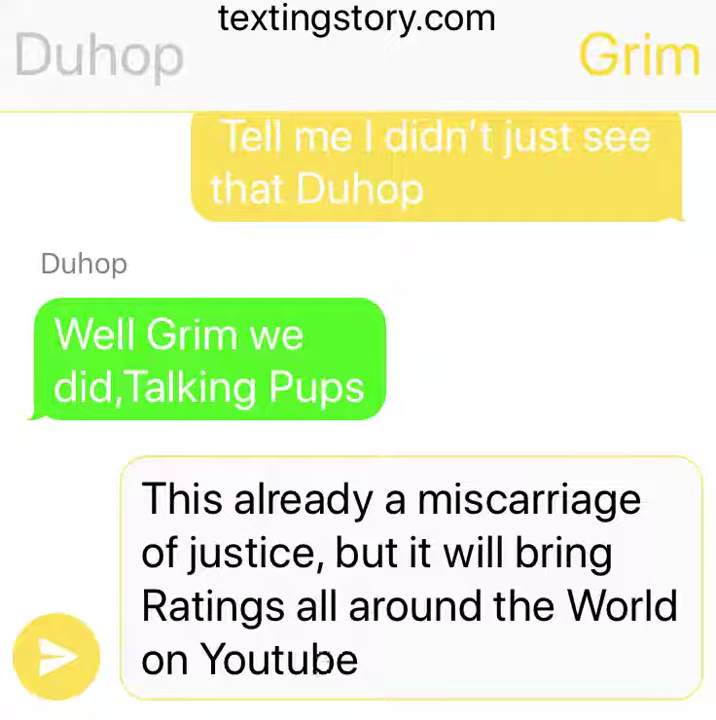 textingstory.com
Duhop
Grim
Tell me I didn't just see
that Duhop
Duhop
Well Grim we
did,Talking Pups
This already a miscarriage
of justice, but it will bring
Ratings all around the World
on Youtube